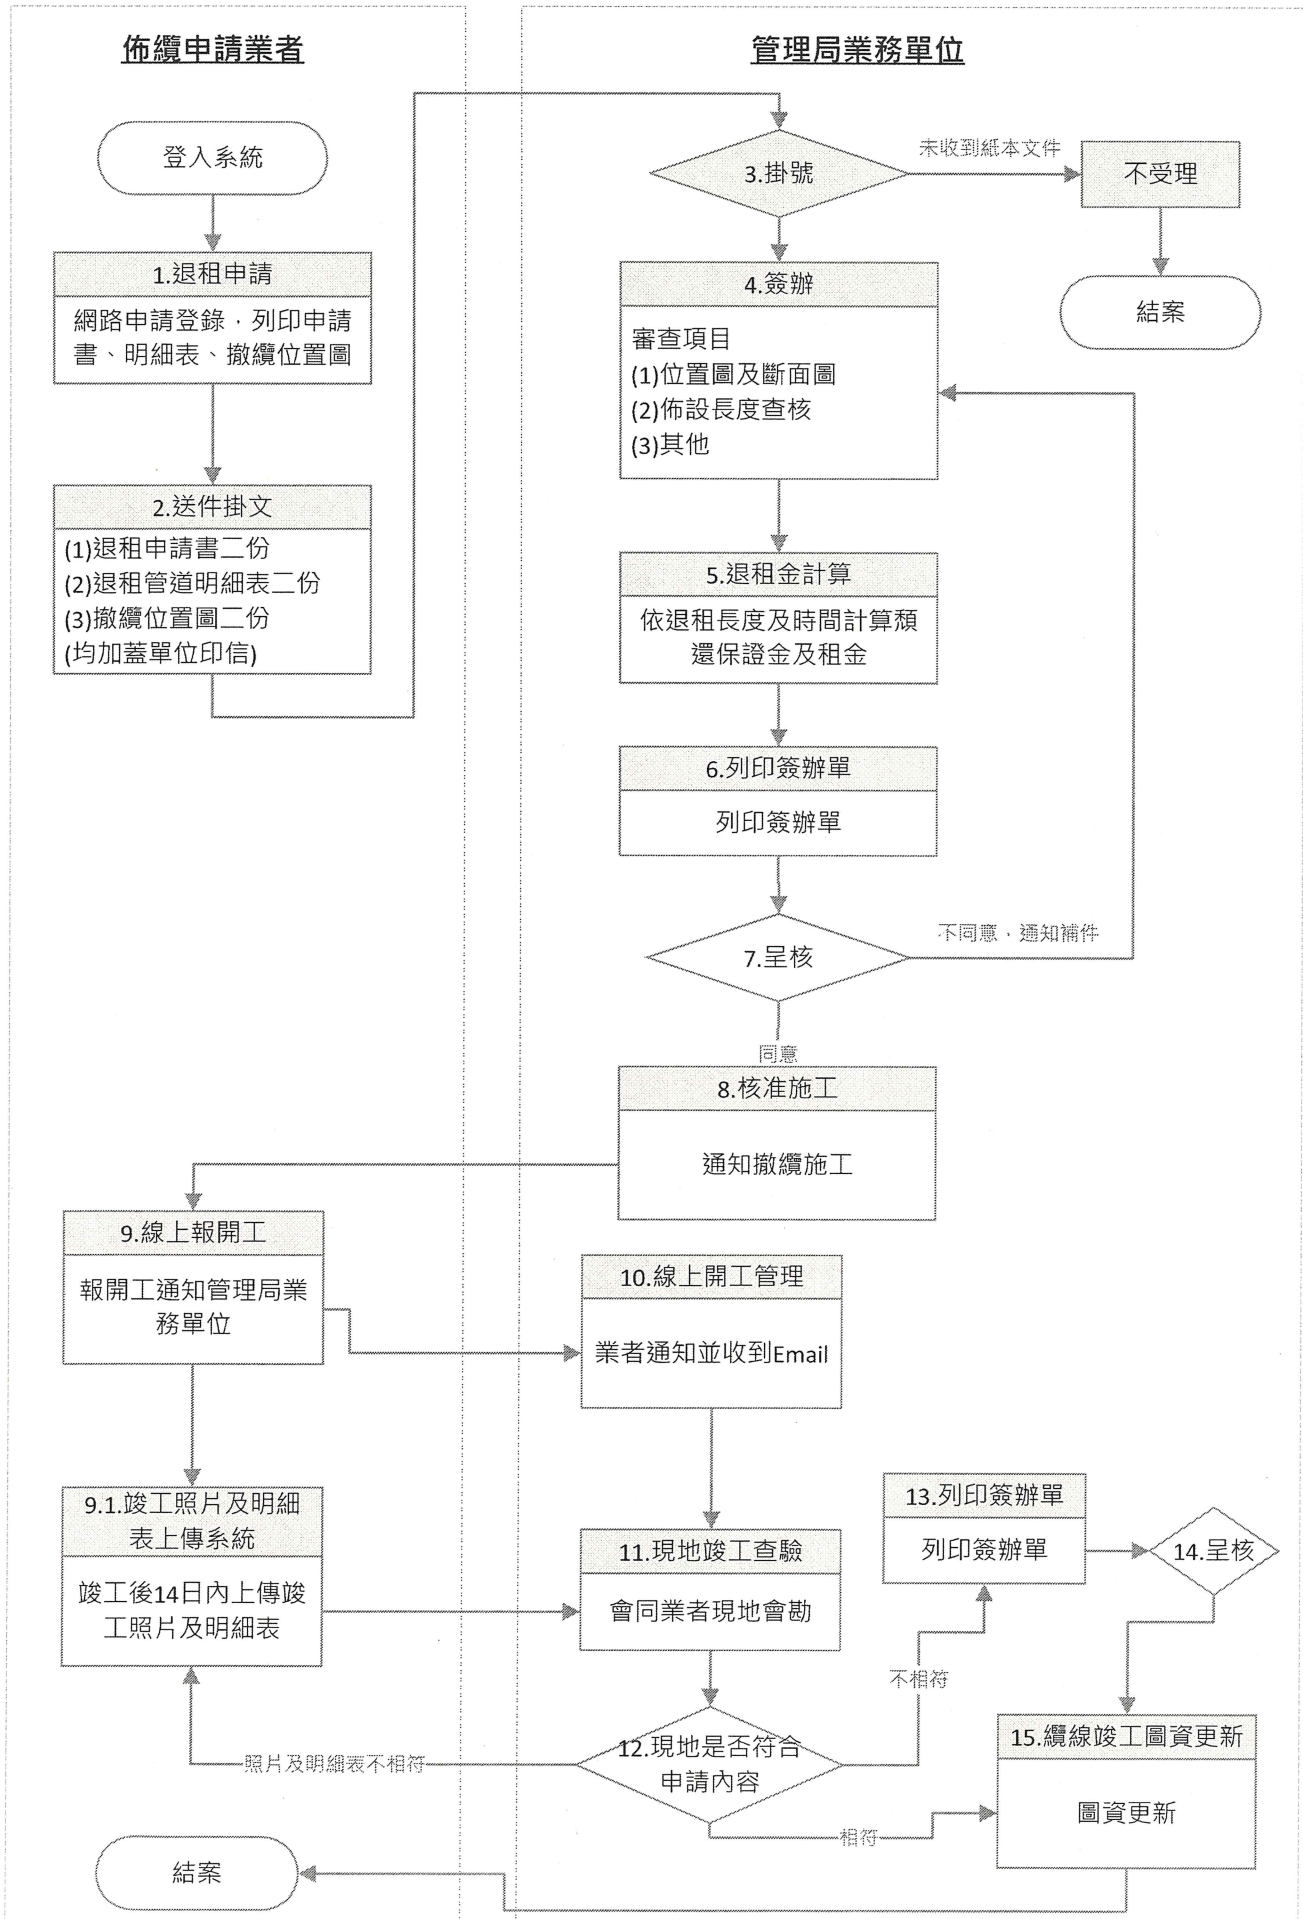 佈纜申請業者
登入系統
1.退租申請
網路申請登錄，列印申請
書、明細表、撤纜位置圖
2.送件掛文
(1)退租申請書二份
(2)退租管道明細表二份
(3)撤纜位置圖二份
(均加蓋單位印信)
管理局業務單位
3.掛號
未收到紙本文件
不受理
結案
4.簽辦
審查項目
(1)位置圖及斷面圖
(2)佈設長度查核
(3)其他
5.退租金計算
依退租長度及時間計算頹
還保證金及租金
6.列印簽辦單
列印簽辦單
7.呈核
不同意，通知補件
同意
8.核准施工
通知撤纜施工
9.線上報開工
報開工通知管理局業
務單位
10.線上開工管理
業者通知並收到Email
9.1.竣工照片及明細
表上傳系統
竣工後14日內上傳竣
工照片及明細表
11.現地竣工查驗
會同業者現地會勘
12.現地是否符合
申請內容
照片及明細表不相符
不相符
相符
13.列印簽辦單
列印簽辦單
14.呈核
15.纜線竣工圖資更新
圖資更新
結案